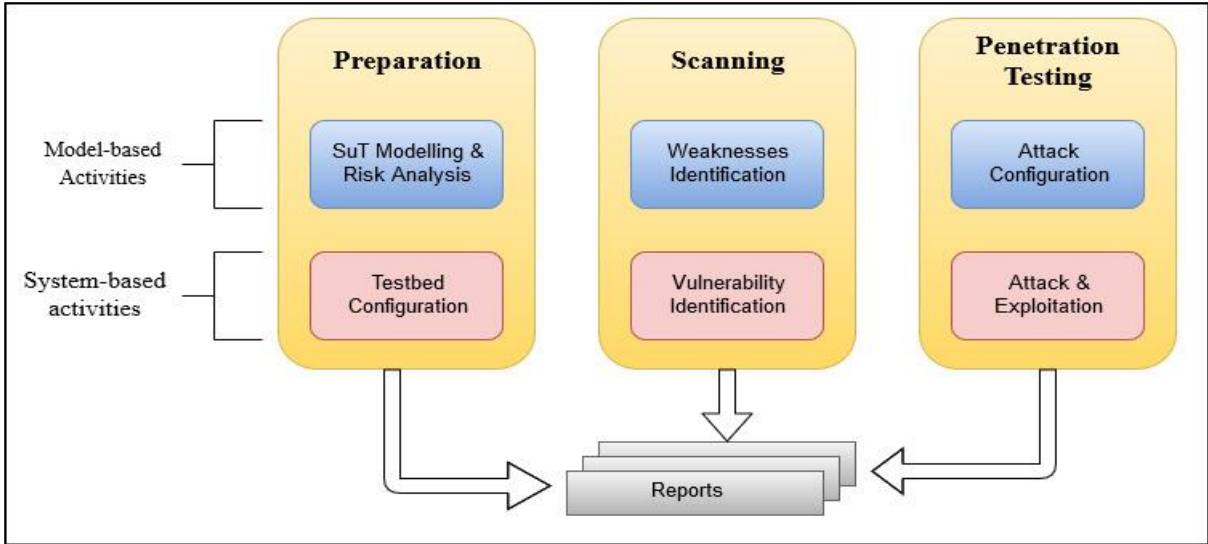 Preparation
Scanning
Penetration
Testing
Model-based
Activities
SuT Modelling &
Risk Analysis
Weaknesses
Identification
Attack
Configuration
System-based
activities
Testbed
Configuration
Vulnerability
Identification
Attack &
Exploitation
Reports